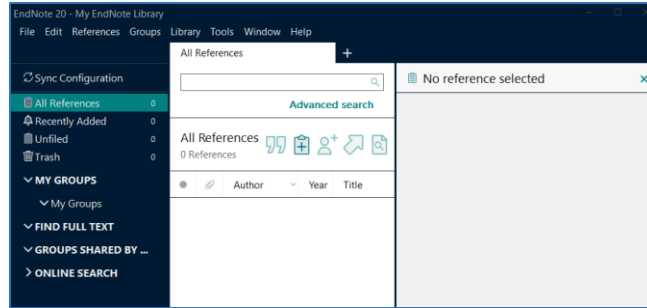 EndNote 20 - My EndNote Library
File Edit References Groups Library Tools Window Help
All References
Sync Configuration
All References 0
Recently Added 0
Unfiled 0
Trash 0
MY GROUPS
My Groups
FIND FULL TEXT
GROUPS SHARED BY ...
ONLINE SEARCH
Advanced search
All References
0 References
Author Year Title
No reference selected